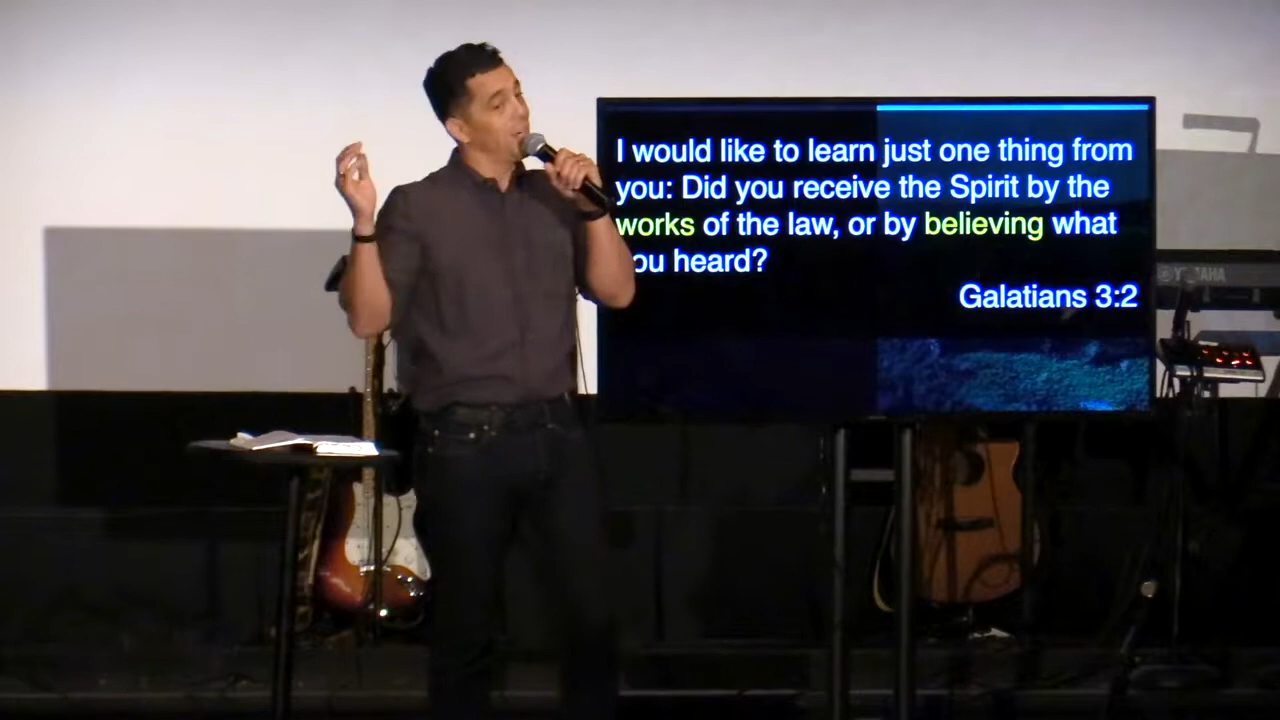 I would like to learn just one thing from
you: Did you receive the Spirit by the
works of the law, or by believing what
ou heard?
Galatians 3:2
YAMAHA